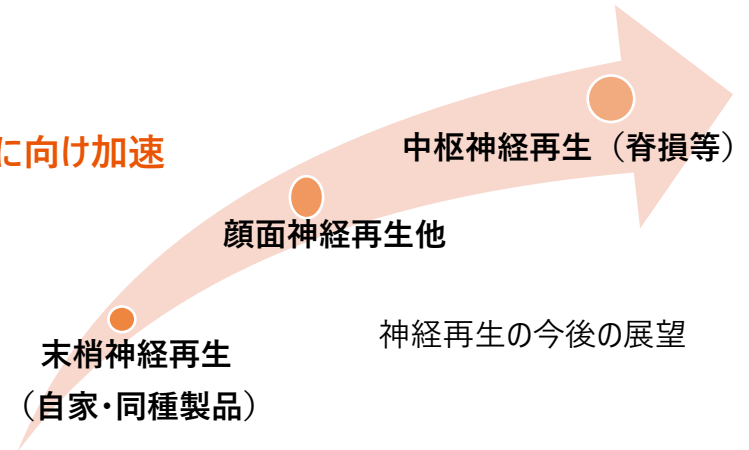 に向け加速
中枢神経再生（脊損等）
顔面神経再生他
神経再生の今後の展望
末梢神経再生
（自家・同種製品）